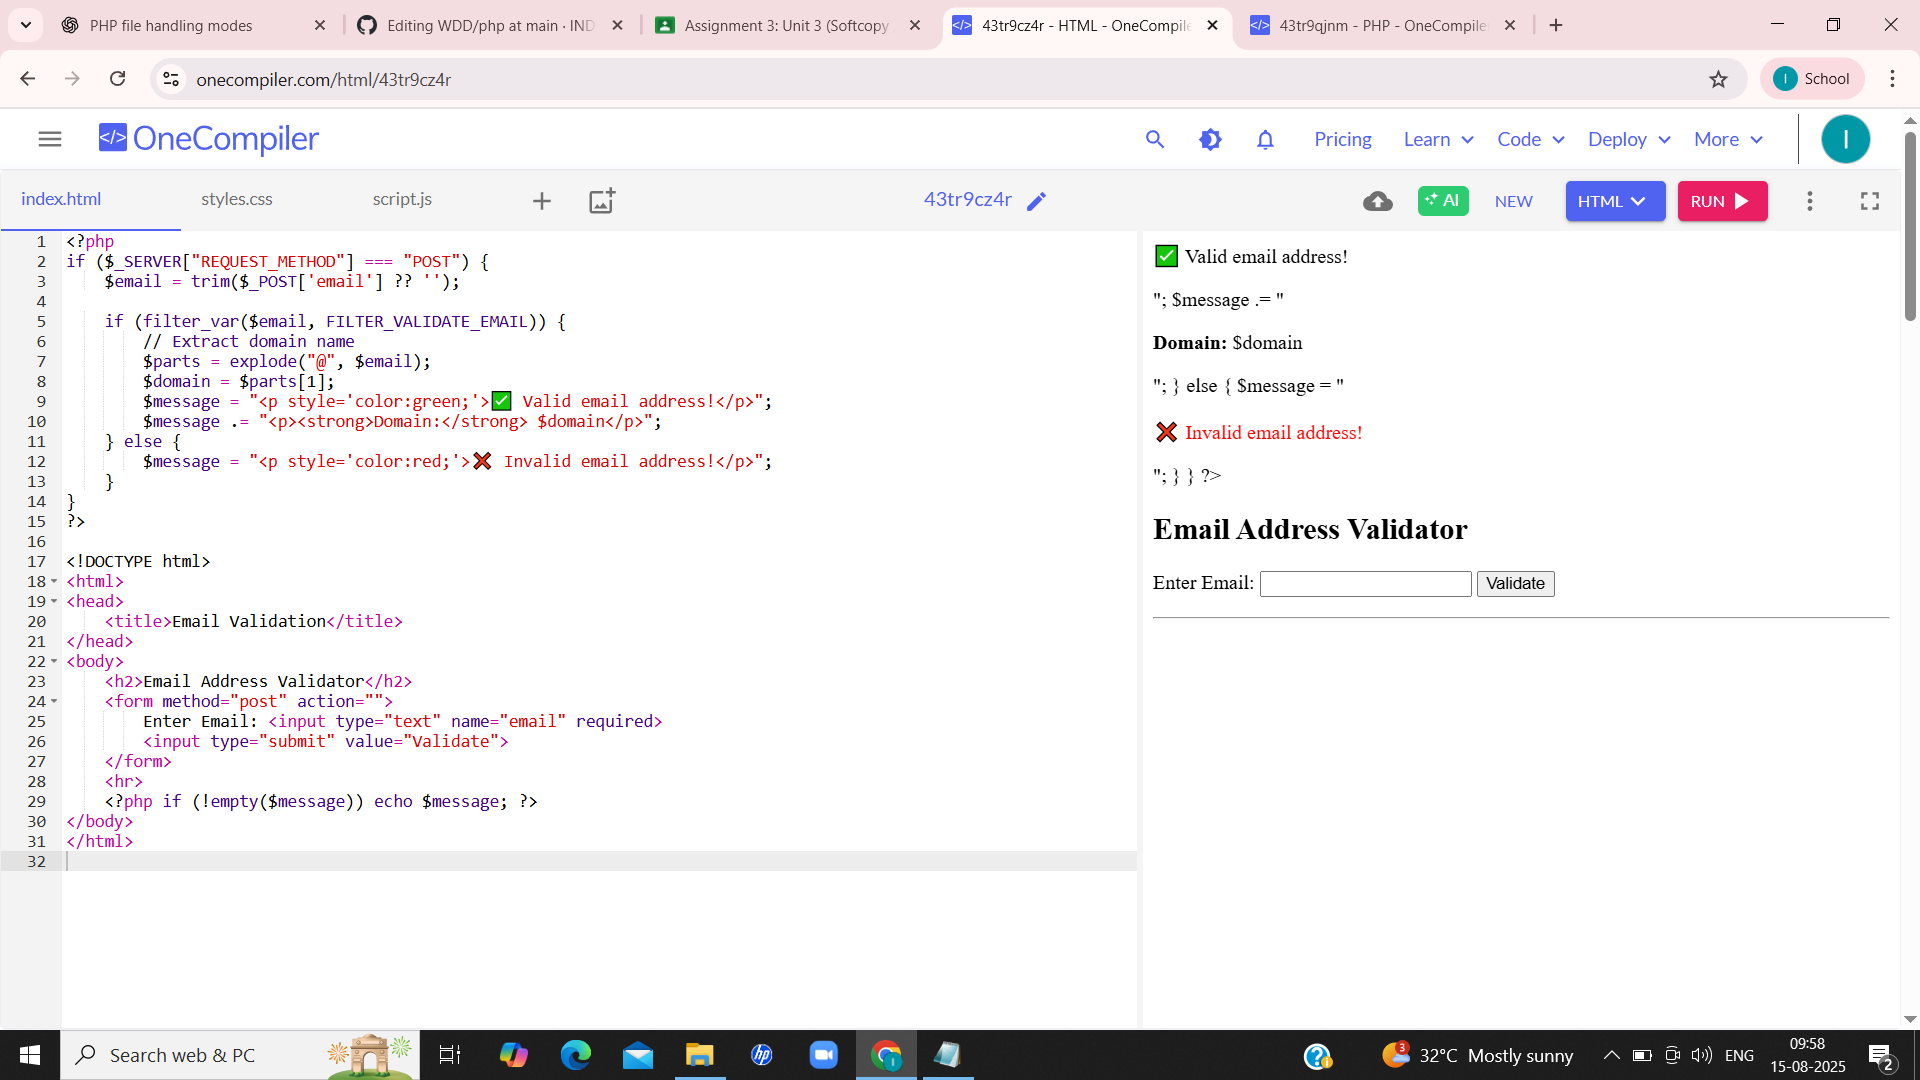 PHP file handling modes
Editing WDD/php at main · IND
Assignment 3: Unit 3 (Softcopy
43tr9cz4r - HTML - OneCompile
43tr9qjnm - PHP - OneCompile
onecompiler.com/html/43tr9cz4r
I School
</> OneCompiler
Pricing Learn Code Deploy More
I
index.html styles.css script.js
43tr9cz4r
AI NEW HTML RUN
1 <?php
2 if ($_SERVER["REQUEST_METHOD"] === "POST") {
3 $email = trim($_POST['email'] ?? '');
4
5 if (filter_var($email, FILTER_VALIDATE_EMAIL)) {
6 // Extract domain name
7 $parts = explode("@", $email);
8 $domain = $parts[1];
9 $message = "<p style='color:green;'>✅ Valid email address!</p>";
10 $message .= "<p><strong>Domain:</strong> $domain</p>";
11 } else {
12 $message = "<p style='color:red;'>❌ Invalid email address!</p>";
13 }
14 }
15 ?>
16
17 <!DOCTYPE html>
18 <html>
19 <head>
20 <title>Email Validation</title>
21 </head>
22 <body>
23 <h2>Email Address Validator</h2>
24 <form method="post" action="">
25 Enter Email: <input type="text" name="email" required>
26 <input type="submit" value="Validate">
27 </form>
28 <hr>
29 <?php if (!empty($message)) echo $message; ?>
30 </body>
31 </html>
32
✅ Valid email address!
"; $message .= "
Domain: $domain
"; } else { $message = "
❌ Invalid email address!
"; } } ?>
Email Address Validator
Enter Email: Validate
Search web & PC
hp
3
32°C Mostly sunny
ENG
09:58
15-08-2025
2